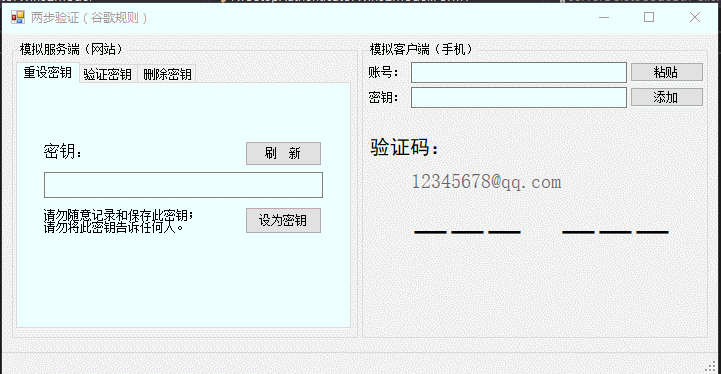 两步验证（谷歌规则）
模拟服务端（网站）
重设密钥 验证密钥 删除密钥
密钥：
刷 新
请勿随意记录和保存此密钥；
请勿将此密钥告诉任何人。
设为密钥
模拟客户端（手机）
账号： 粘贴
密钥： 添加
验证码：
12345678@qq.com
___ ___